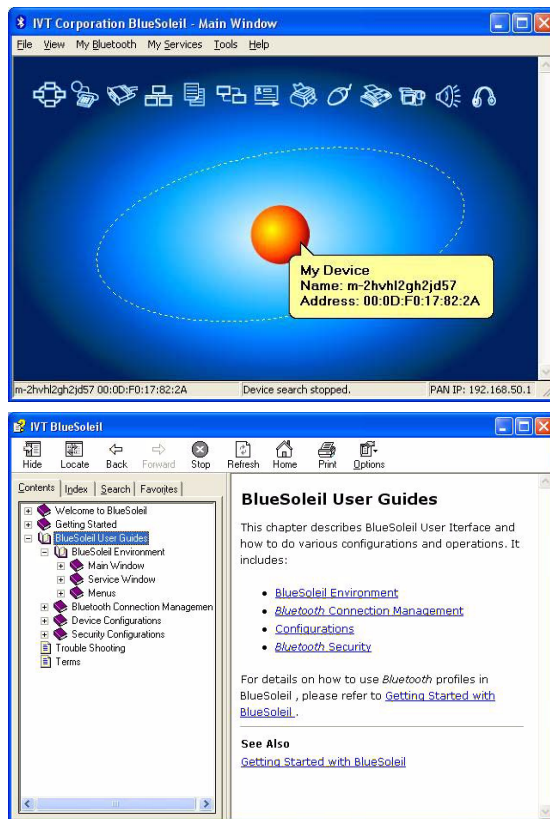 IVT Corporation BlueSoleil - Main Window
File View My Bluetooth My Services Tools Help
My Device
Name: m-2hvhl2gh2jd57
Address: 00:0D:F0:17:82:2A
m-2hvhl2gh2jd57 00:0D:F0:17:82:2A Device search stopped. PAN IP: 192.168.50.1
IVT BlueSoleil
Hide Locate Back Forward Stop Refresh Home Print Options
Contents Index Search Favorites
Welcome to BlueSoleil
Getting Started
BlueSoleil User Guides
BlueSoleil Environment
Main Window
Service Window
Menus
Bluetooth Connection Managemen
Device Configurations
Security Configurations
Trouble Shooting
Terms
BlueSoleil User Guides
This chapter describes BlueSoleil User Iterface and
how to do various configurations and operations. It
includes:
BlueSoleil Environment
Bluetooth Connection Management
Configurations
Bluetooth Security
For details on how to use Bluetooth profiles in
BlueSoleil , please refer to Getting Started with
BlueSoleil .
See Also
Getting Started with BlueSoleil